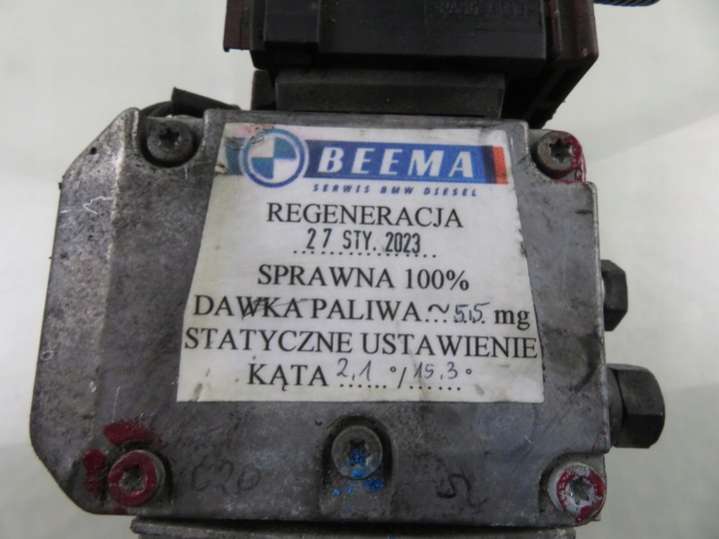 BEEMA
SERWIS BMW DIESEL
REGENERACJA
27 STY. 2023
SPRAWNA 100%
DAWKA PALIWA ~ 55 mg
STATYCZNE USTAWIENIE
KĄTA 2,1 °/15,3°